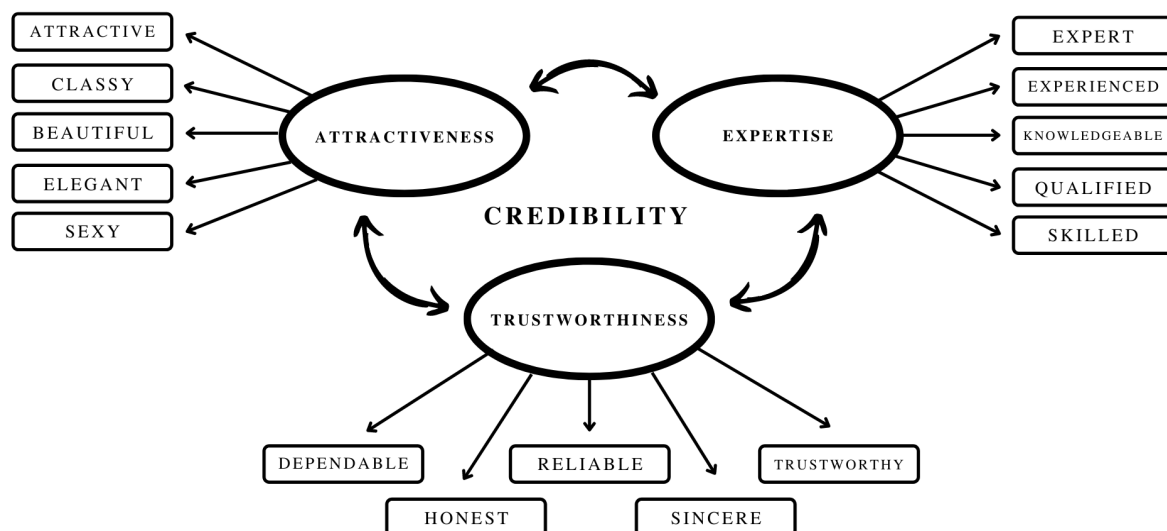 ATTRACTIVE
CLASSY
BEAUTIFUL
ELEGANT
SEXY
ATTRACTIVENESS
EXPERTISE
EXPERT
EXPERIENCED
KNOWLEDGEABLE
QUALIFIED
SKILLED
CREDIBILITY
TRUSTWORTHINESS
DEPENDABLE
HONEST
RELIABLE
SINCERE
TRUSTWORTHY